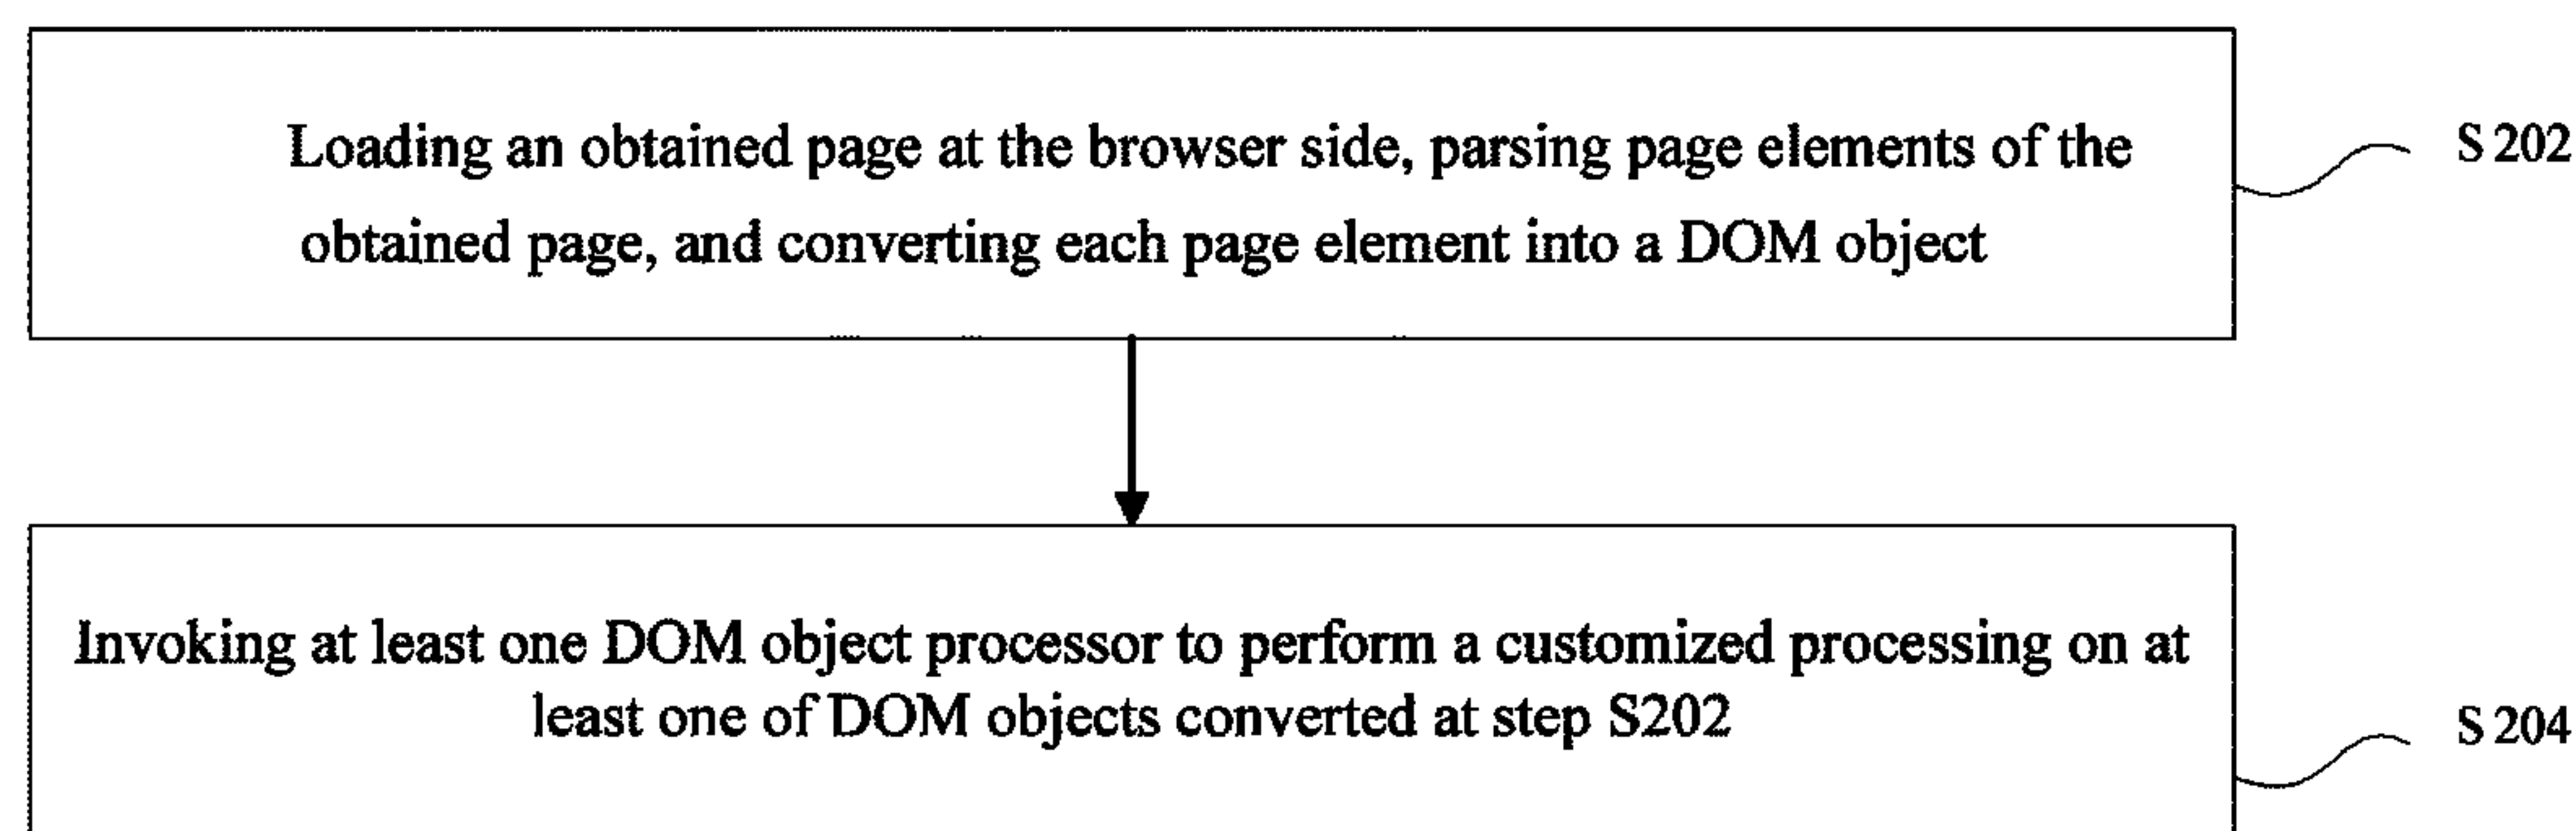 Loading an obtained page at the browser side, parsing page elements of the
obtained page, and converting each page element into a DOM object
S 202
Invoking at least one DOM object processor to perform a customized processing on at
least one of DOM objects converted at step S202
S 204